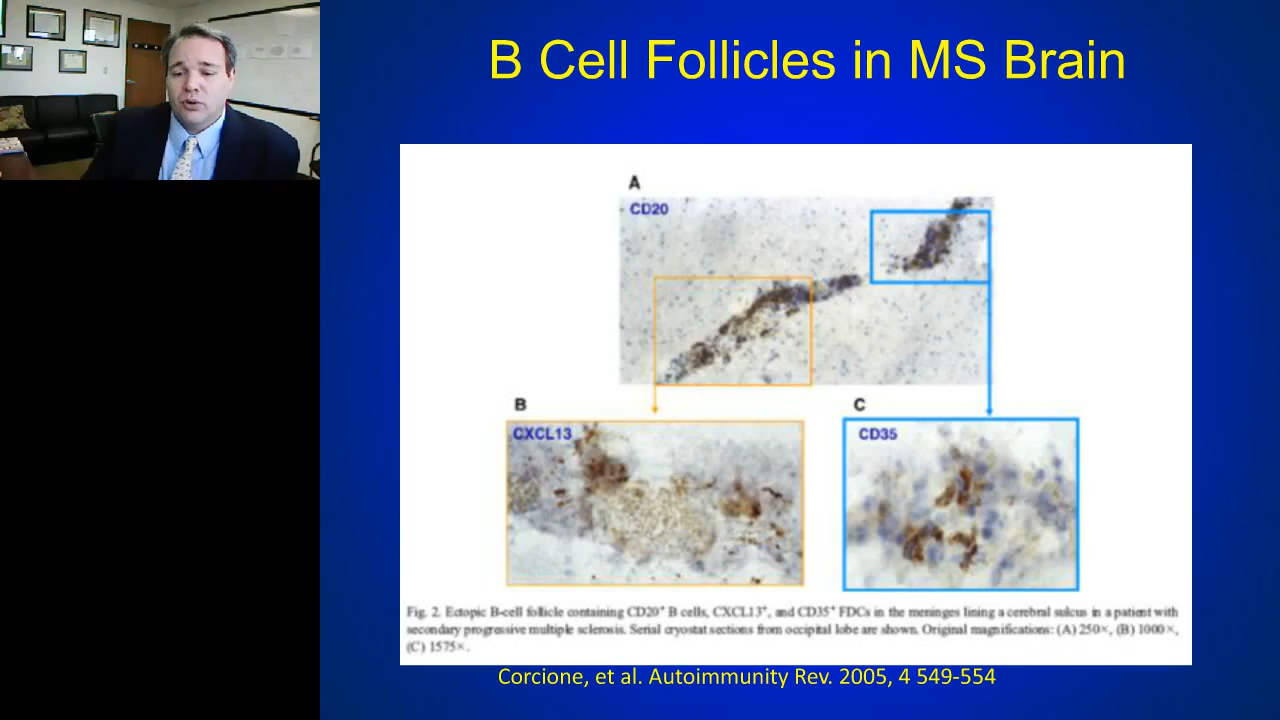 B Cell Follicles in MS Brain
A
CD20
B
CXCL13
C
CD35
Fig. 2. Ectopic B-cell follicle containing CD20⁺ B cells, CXCL13⁺, and CD35⁺ FDCs in the meninges lining a cerebral sulcus in a patient with
secondary progressive multiple sclerosis. Serial cryostat sections from occipital lobe are shown. Original magnifications: (A) 250×, (B) 1000×,
(C) 1575×.
Corcione, et al. Autoimmunity Rev. 2005, 4 549-554